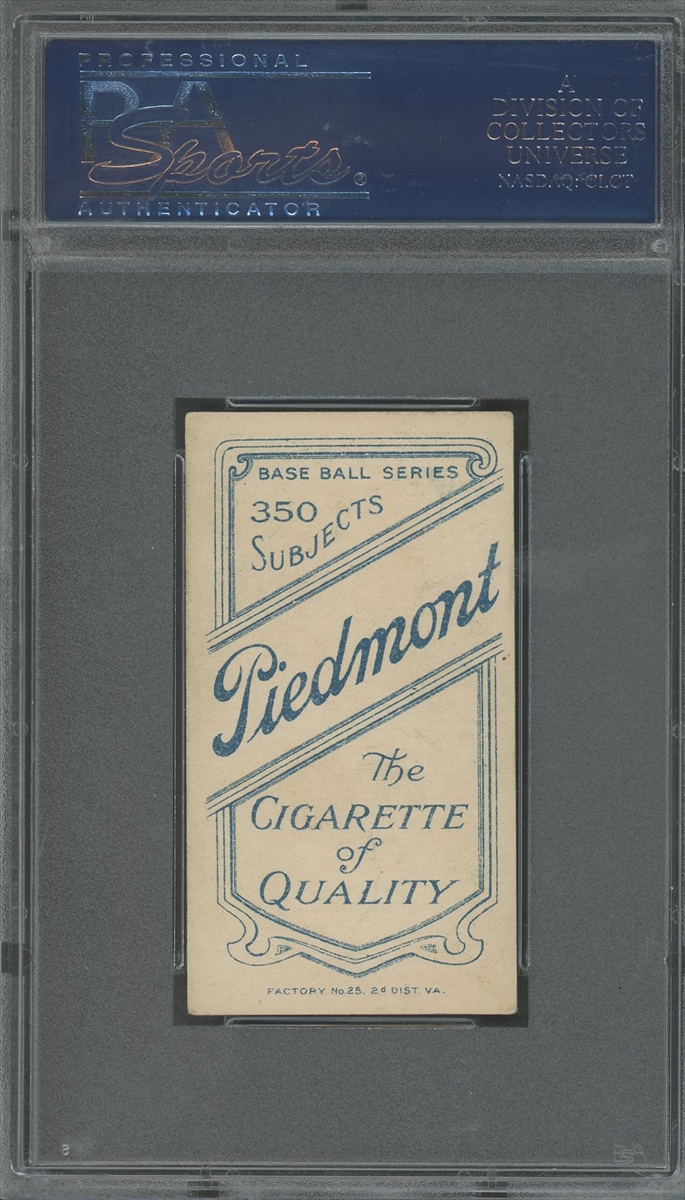 PROFESSIONAL
PSA
Sports®
AUTHENTICATOR
A
DIVISION OF
COLLECTORS
UNIVERSE
NASDAQ: CLCT
BASE BALL SERIES
350
SUBJECTS
Piedmont
The
CIGARETTE
of
QUALITY
FACTORY No. 25. 2d DIST. VA.